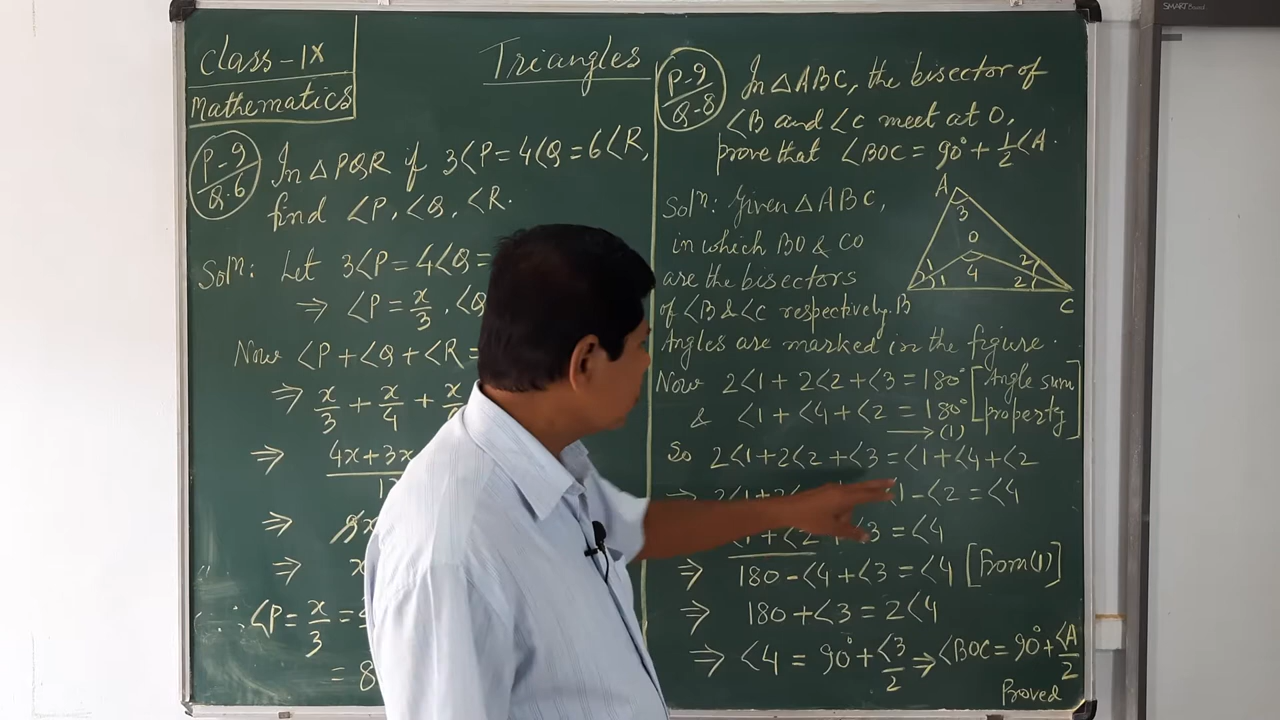 Class-IX
Mathematics
Triangles
P-9
Q.6
In △PQR if 3<P = 4<Q = 6<R,
find <P, <Q, <R.
Solⁿ: Let 3<P = 4<Q =
⇒ <P = x/3, <Q
Now <P + <Q + <R =
⇒ x/3 + x/4 + x/
⇒ 4x+3x
⇒
⇒ x
∴ <P = x/3 =
= 8
P-9
Q-8
In △ABC, the bisector of
<B and <C meet at O,
prove that <BOC = 90° + 1/2 <A.
Solⁿ: Given △ABC,
in which BO & CO
are the bisectors
of <B & <C respectively.
A
3
O
1 1 4 2 2
B
C
Angles are marked in the figure.
Now 2<1 + 2<2 + <3 = 180° [Angle sum
& <1 + <4 + <2 = 180° property]
→ (1)
So 2<1 + 2<2 + <3 = <1 + <4 + <2
<1 - <2 = <4
<1 + <2 + <3 = <4
⇒ 180 - <4 + <3 = <4 [From(1)]
⇒ 180 + <3 = 2<4
⇒ <4 = 90° + <3/2 ⇒ <BOC = 90° + <A/2
Proved
SMART Board